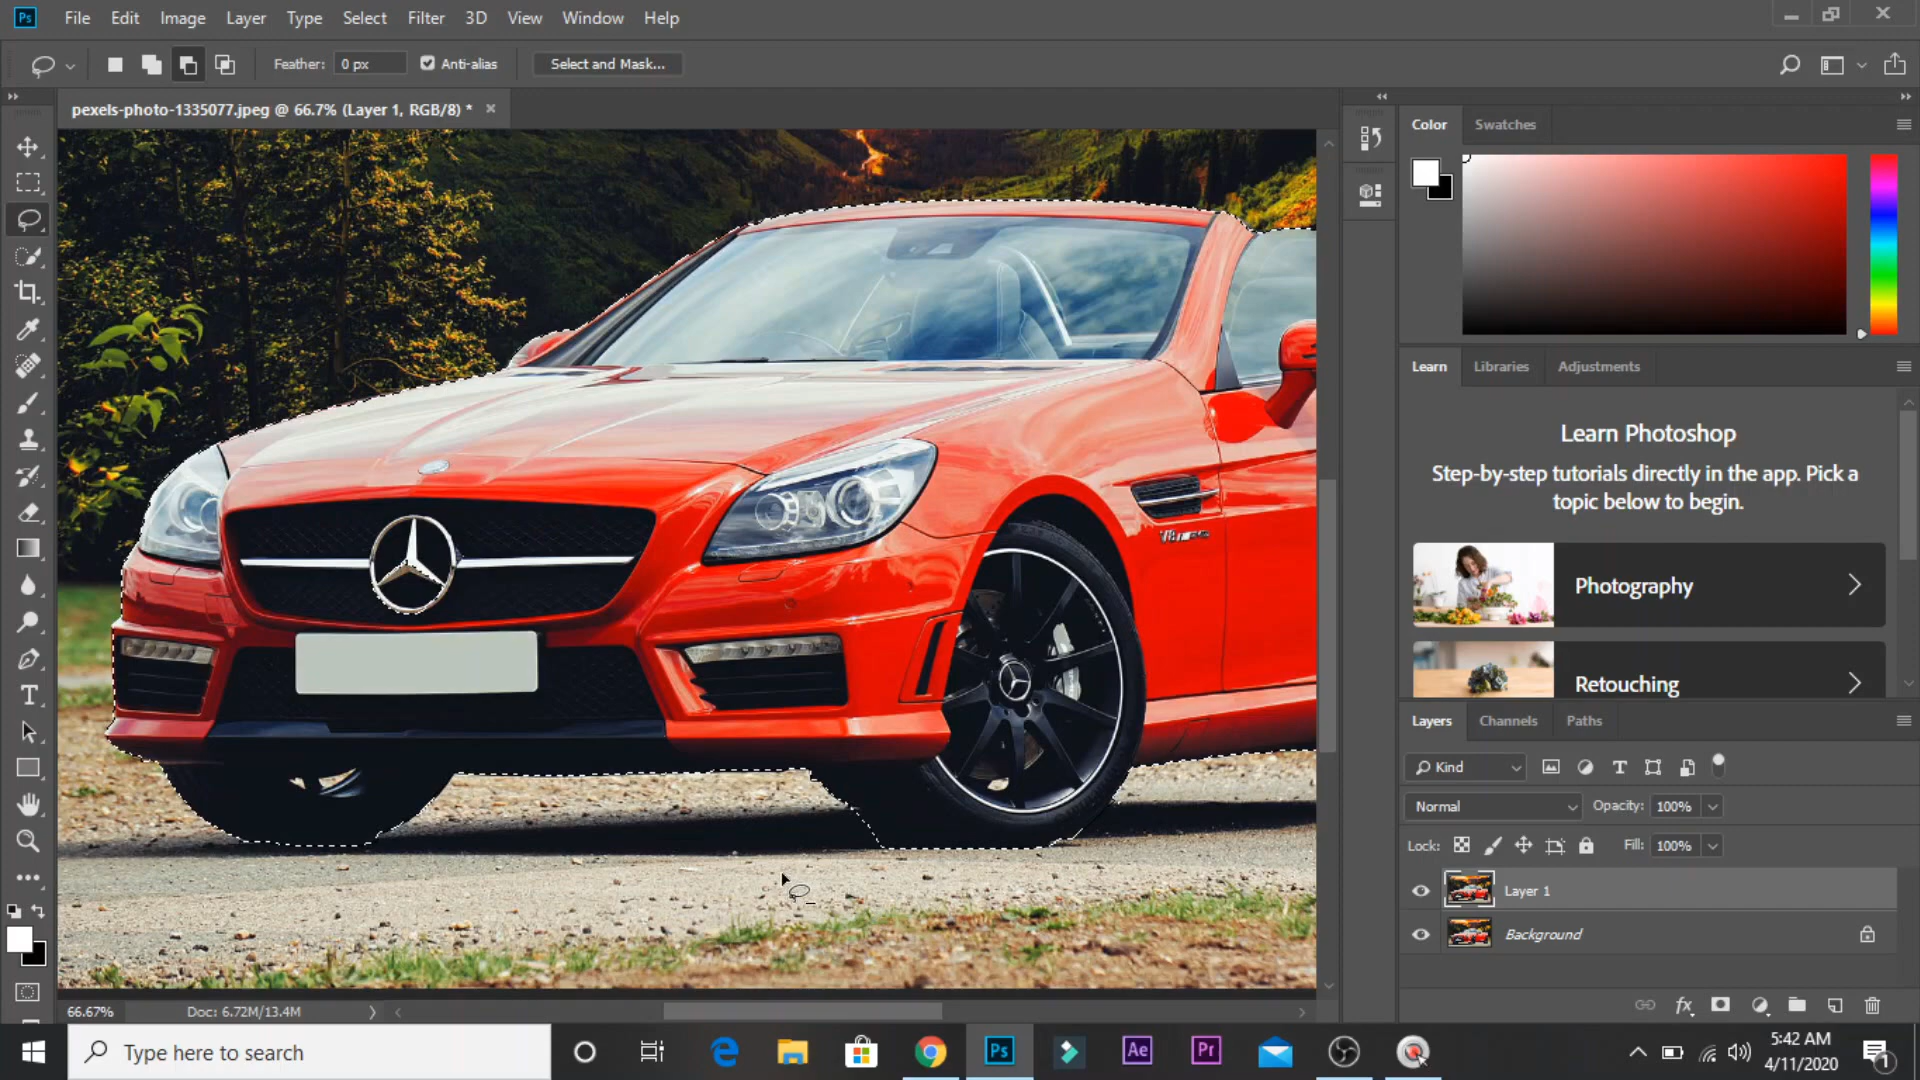 Ps File Edit Image Layer Type Select Filter 3D View Window Help
Feather: 0 px Anti-alias Select and Mask...
pexels-photo-1335077.jpeg @ 66.7% (Layer 1, RGB/8) *
Color Swatches
Learn Libraries Adjustments
Learn Photoshop
Step-by-step tutorials directly in the app. Pick a
topic below to begin.
Photography
Retouching
Layers Channels Paths
Kind
Normal Opacity: 100%
Lock: Fill: 100%
Layer 1
Background
66.67% Doc: 6.72M/13.4M
Type here to search
Ps Ae Pr
5:42 AM
4/11/2020
1